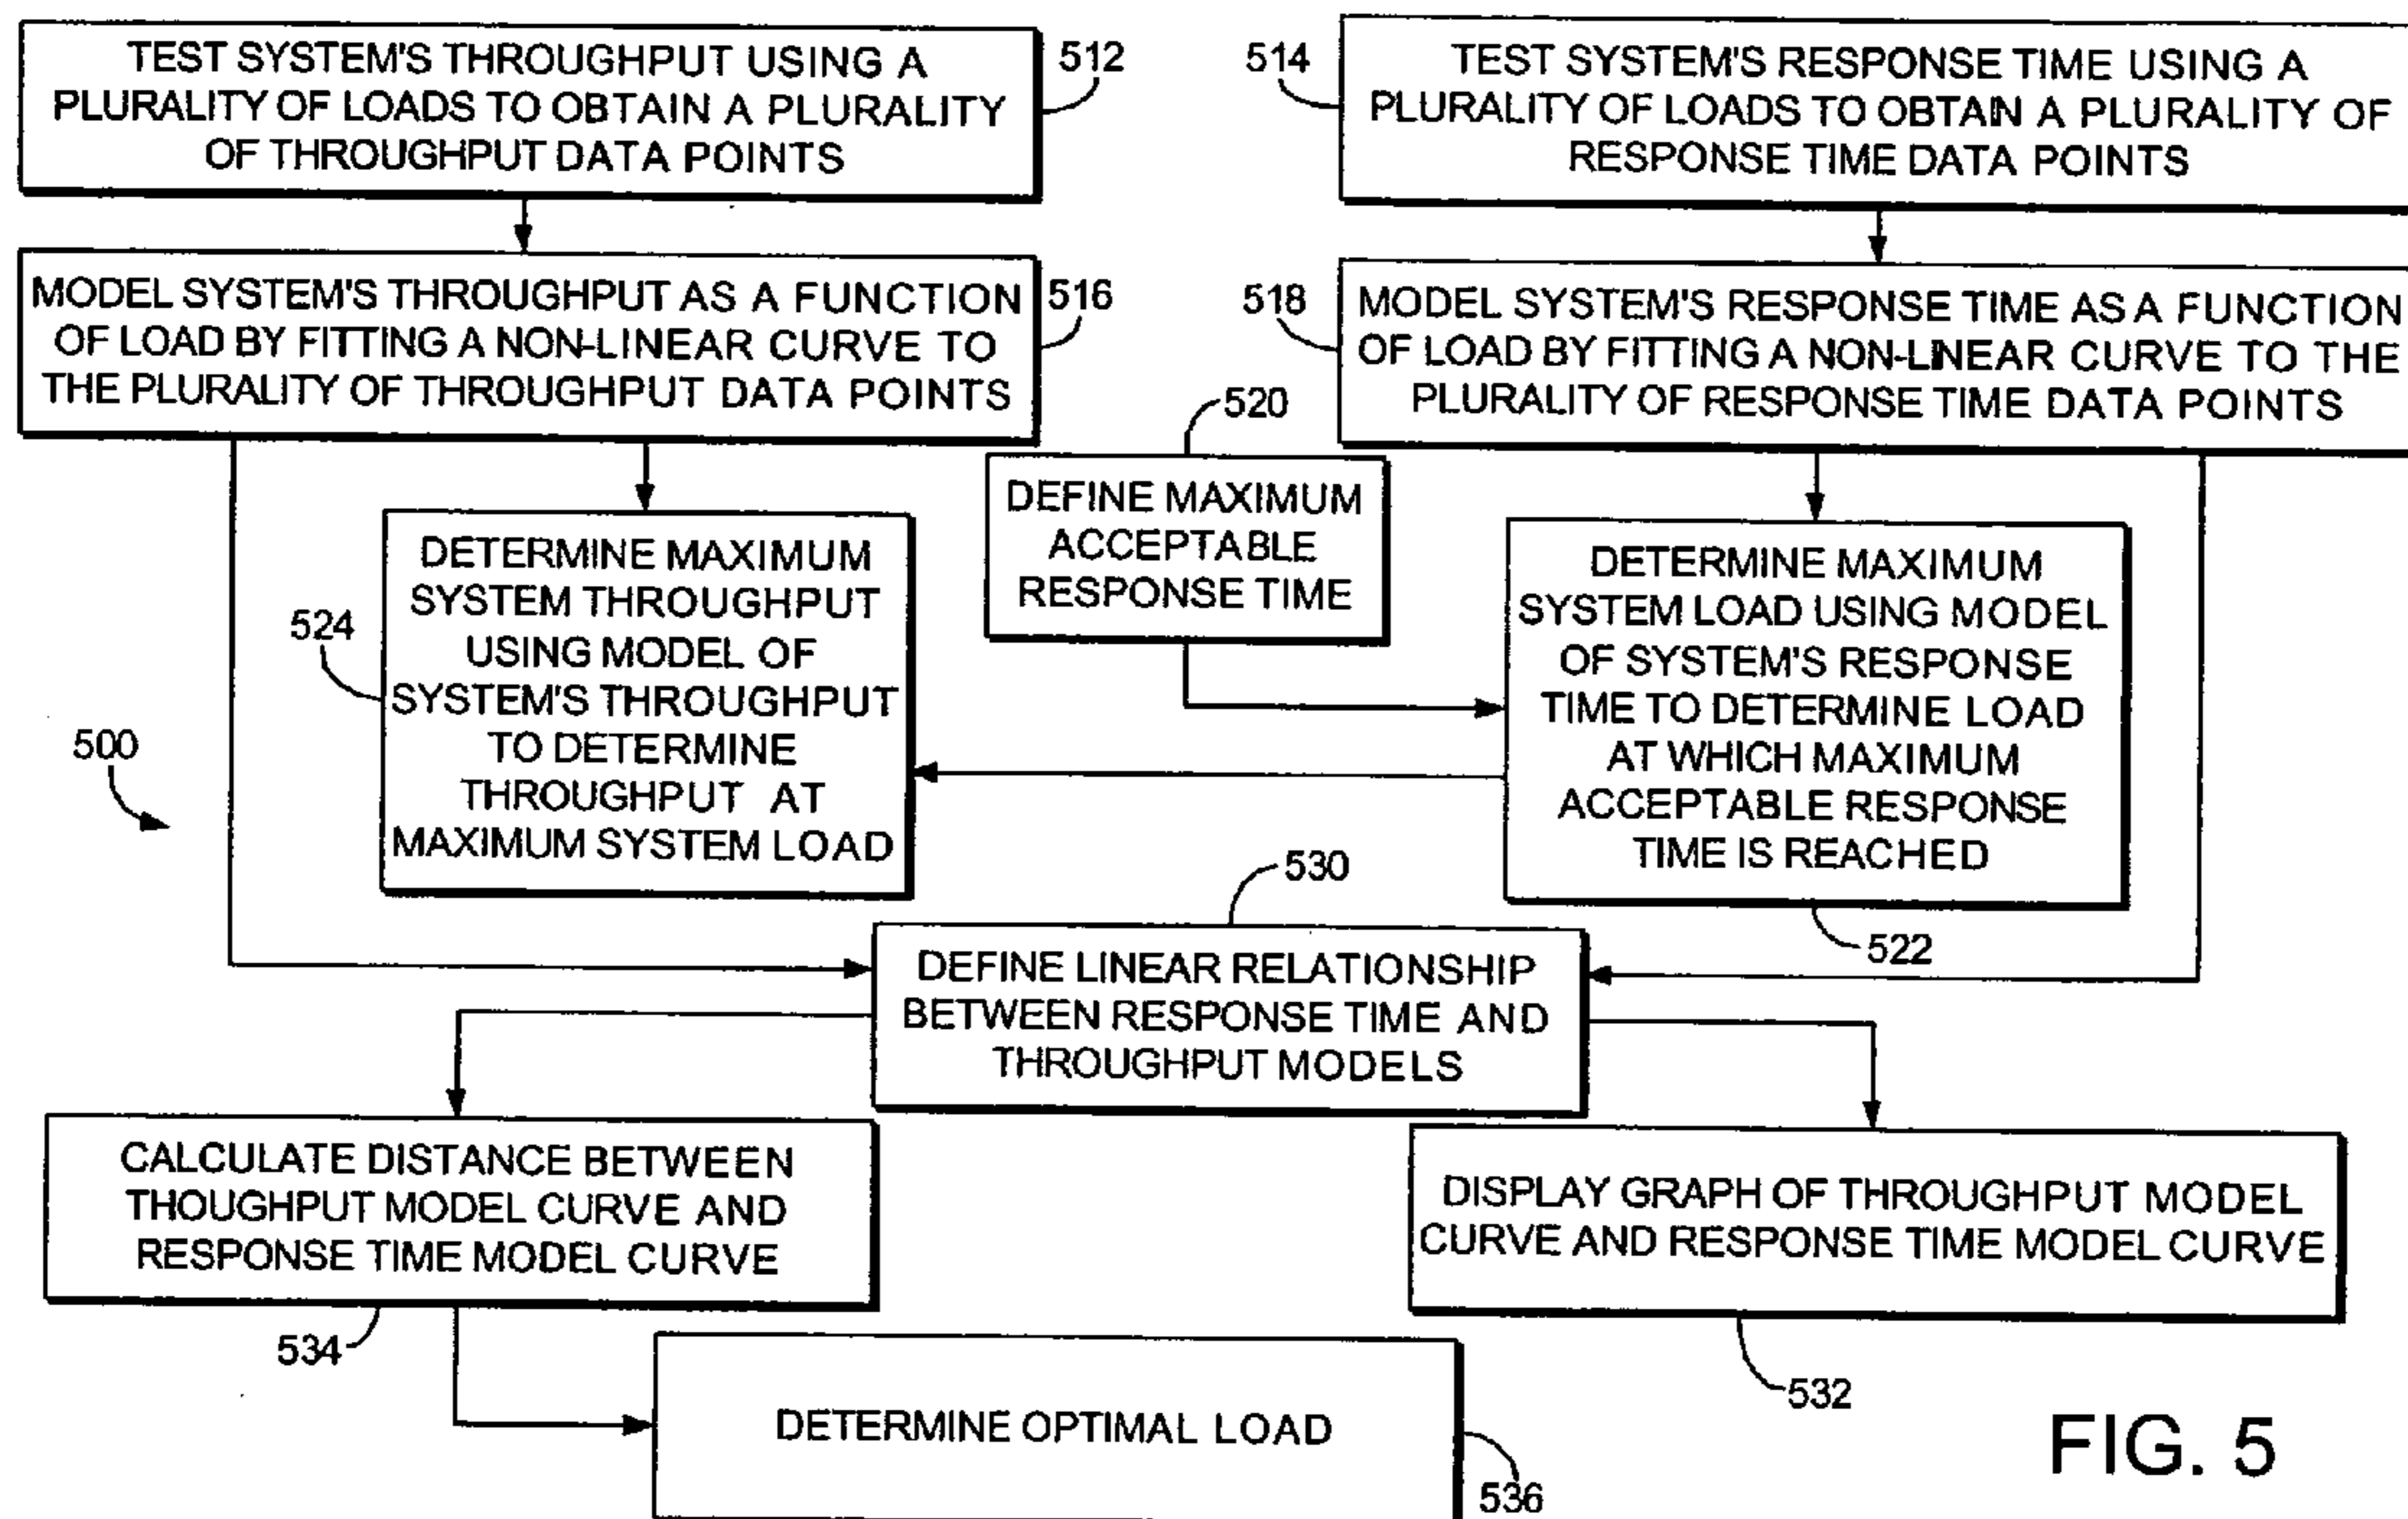 TEST SYSTEM'S THROUGHPUT USING A
PLURALITY OF LOADS TO OBTAIN A PLURALITY
OF THROUGHPUT DATA POINTS
512
514
TEST SYSTEM'S RESPONSE TIME USING A
PLURALITY OF LOADS TO OBTAIN A PLURALITY OF
RESPONSE TIME DATA POINTS
MODEL SYSTEM'S THROUGHPUT AS A FUNCTION
OF LOAD BY FITTING A NON-LINEAR CURVE TO
THE PLURALITY OF THROUGHPUT DATA POINTS
516
518
MODEL SYSTEM'S RESPONSE TIME AS A FUNCTION
OF LOAD BY FITTING A NON-LINEAR CURVE TO THE
PLURALITY OF RESPONSE TIME DATA POINTS
520
DEFINE MAXIMUM
ACCEPTABLE
RESPONSE TIME
524
DETERMINE MAXIMUM
SYSTEM THROUGHPUT
USING MODEL OF
SYSTEM'S THROUGHPUT
TO DETERMINE
THROUGHPUT AT
MAXIMUM SYSTEM LOAD
DETERMINE MAXIMUM
SYSTEM LOAD USING MODEL
OF SYSTEM'S RESPONSE
TIME TO DETERMINE LOAD
AT WHICH MAXIMUM
ACCEPTABLE RESPONSE
TIME IS REACHED
522
500
530
DEFINE LINEAR RELATIONSHIP
BETWEEN RESPONSE TIME AND
THROUGHPUT MODELS
CALCULATE DISTANCE BETWEEN
THOUGHPUT MODEL CURVE AND
RESPONSE TIME MODEL CURVE
534
DISPLAY GRAPH OF THROUGHPUT MODEL
CURVE AND RESPONSE TIME MODEL CURVE
532
DETERMINE OPTIMAL LOAD
536
FIG. 5